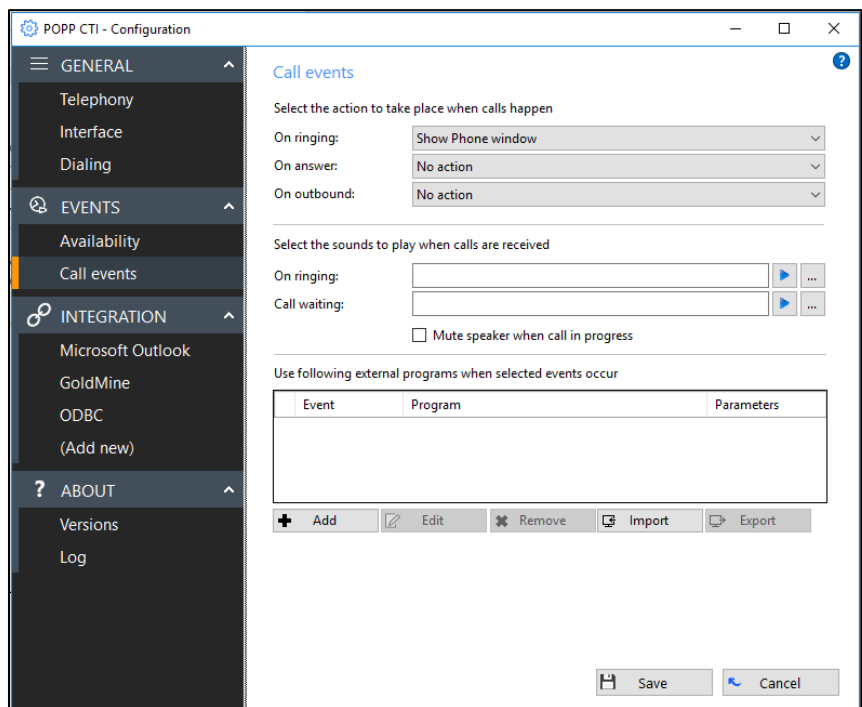 POPP CTI - Configuration
GENERAL
Telephony
Interface
Dialing
EVENTS
Availability
Call events
INTEGRATION
Microsoft Outlook
GoldMine
ODBC
(Add new)
? ABOUT
Versions
Log
Call events
?
Select the action to take place when calls happen
On ringing: Show Phone window
On answer: No action
On outbound: No action
Select the sounds to play when calls are received
On ringing: ...
Call waiting: ...
Mute speaker when call in progress
Use following external programs when selected events occur
Event Program Parameters
Add Edit Remove Import Export
Save Cancel